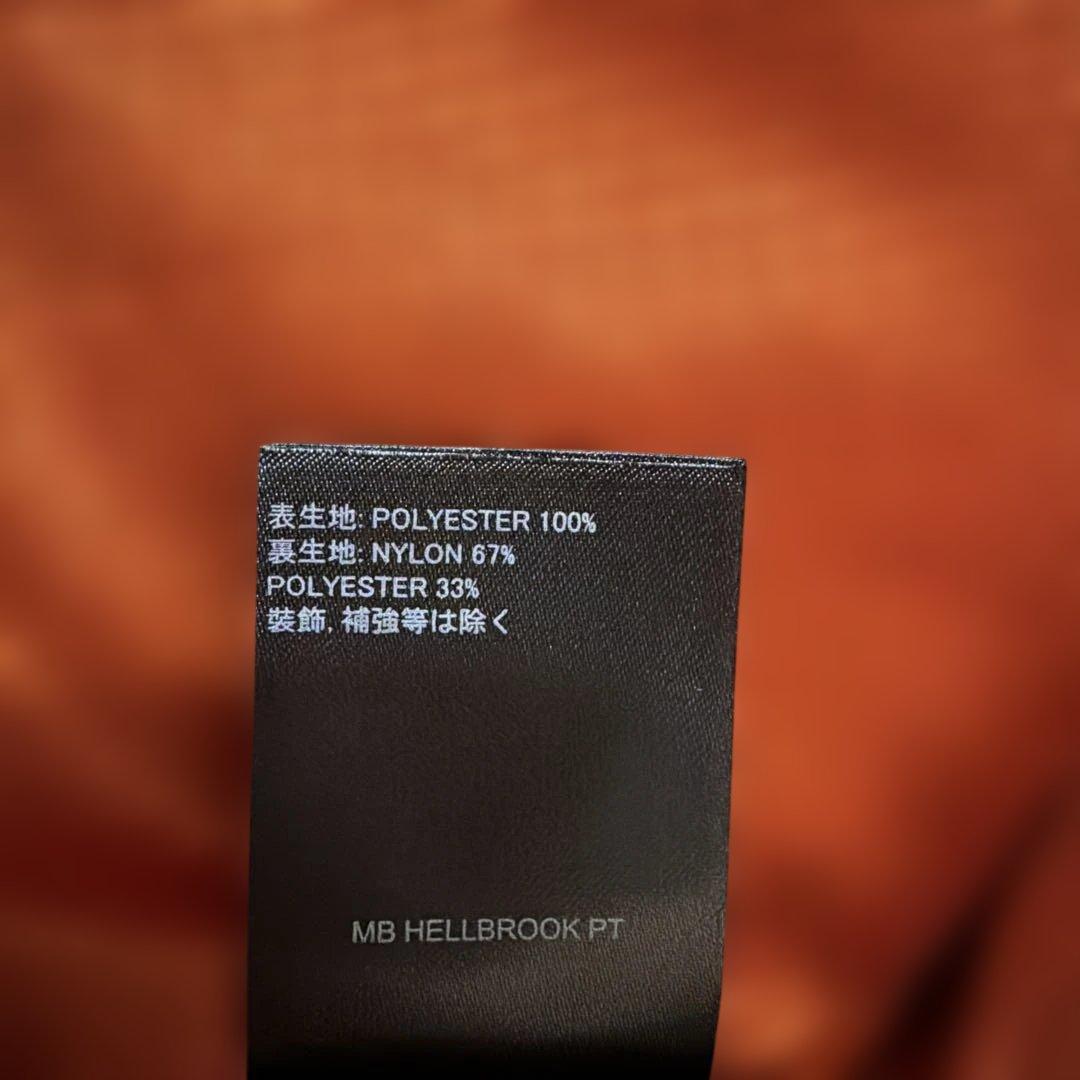 表生地: POLYESTER 100%
裏生地: NYLON 67%
POLYESTER 33%
裝飾, 補強等は除く
MB HELLBROOK PT